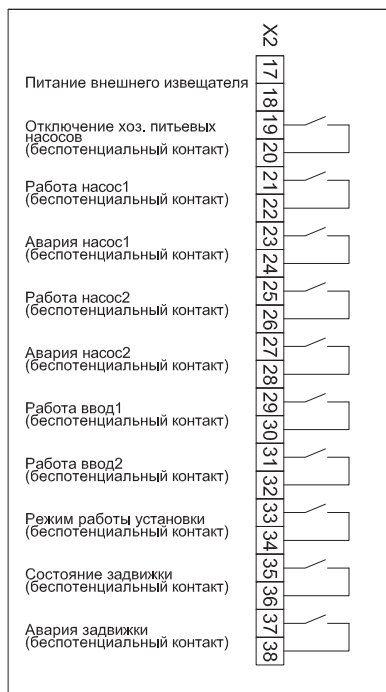 X2
Питание внешнего извещателя
17
18
Отключение хоз. питьевых
насосов
(беспотенциальный контакт)
19
20
Работа насос1
(беспотенциальный контакт)
21
22
Авария насос1
(беспотенциальный контакт)
23
24
Работа насос2
(беспотенциальный контакт)
25
26
Авария насос2
(беспотенциальный контакт)
27
28
Работа ввод1
(беспотенциальный контакт)
29
30
Работа ввод2
(беспотенциальный контакт)
31
32
Режим работы установки
(беспотенциальный контакт)
33
34
Состояние задвижки
(беспотенциальный контакт)
35
36
Авария задвижки
(беспотенциальный контакт)
37
38